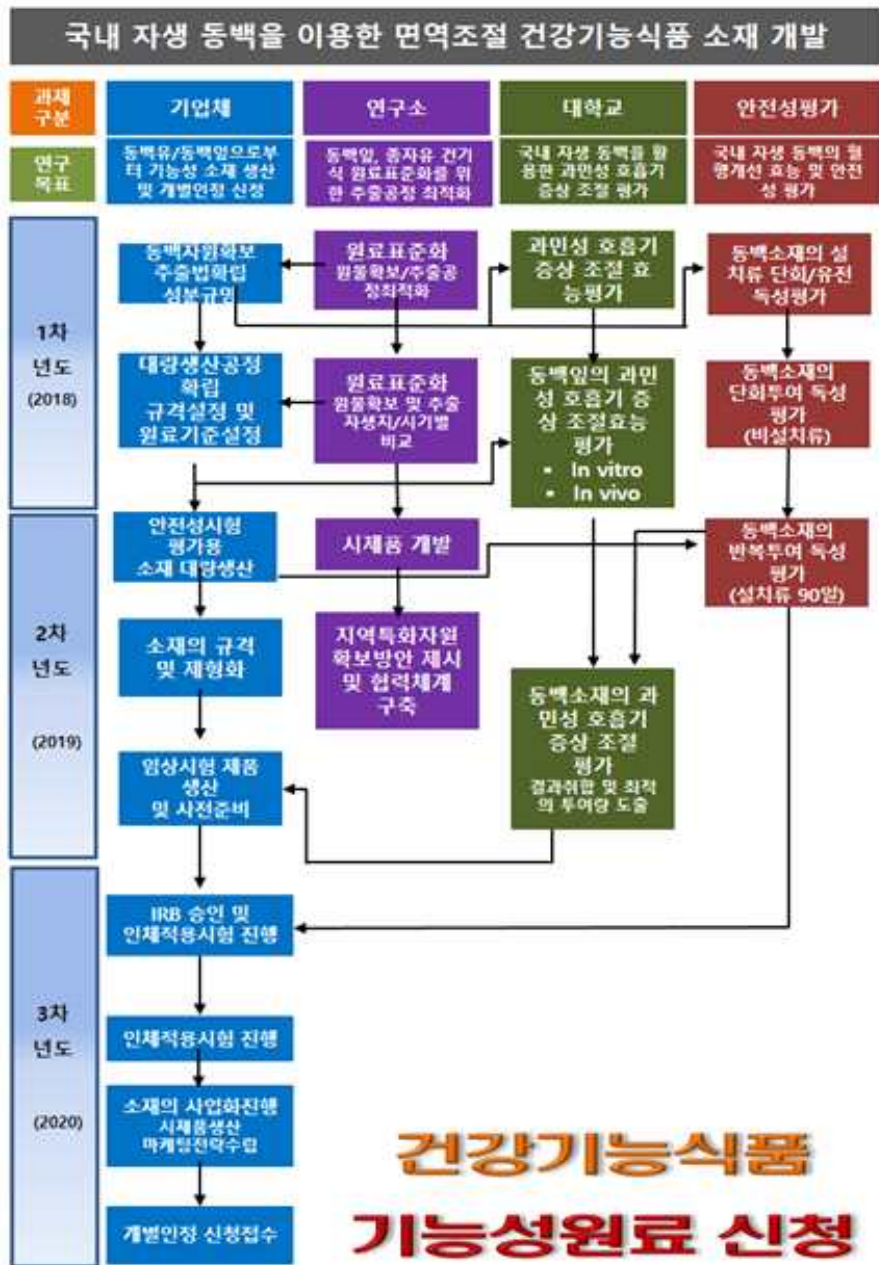 국내 자생 동백을 이용한 면역조절 건강기능식품 소재 개발
과제
구분
기업체
연구소
대학교
안전성평가
연구
목표
동백유/동백잎으로부
터 기능성 소재 생산
및 개별인정 신청
동백잎, 종자유 건기
식 원료표준화를 위
한 추출공정 최적화
국내 자생 동백을 활
용한 과민성 호흡기
증상 조절 평가
국내 자생 동백의 혈
행개선 효능 및 안전
성 평가
1차
년도
(2018)
동백자원확보
추출법확립
성분규명
원료표준화
원물확보/추출공
정최적화
과민성 호흡기
증상 조절 효
능평가
동백소재의 설
치류 단회/유전
독성평가
대량생산공정
확립
규격설정 및
원료기준설정
원료표준화
원물확보 및 추출
자생지/시기별
비교
동백잎의 과민
성 호흡기 증
상 조절효능
평가
▪ In vitro
▪ In vivo
동백소재의
단회투여 독성
평가
(비설치류)
2차
년도
(2019)
안전성시험
평가용
소재 대량생산
시제품 개발
동백소재의
반복투여 독성
평가
(설치류 90일)
소재의 규격
및 제형화
지역특화자원
확보방안 제시
및 협력체계
구축
동백소재의 과
민성 호흡기
증상 조절
평가
결과취합 및 최적
의 투여량 도출
임상시험 제품
생산
및 사전준비
3차
년도
(2020)
IRB 승인 및
인체적용시험 진행
인체적용시험 진행
소재의 사업화진행
시제품생산
마케팅전략수립
개별인정 신청접수
건강기능식품
기능성원료 신청